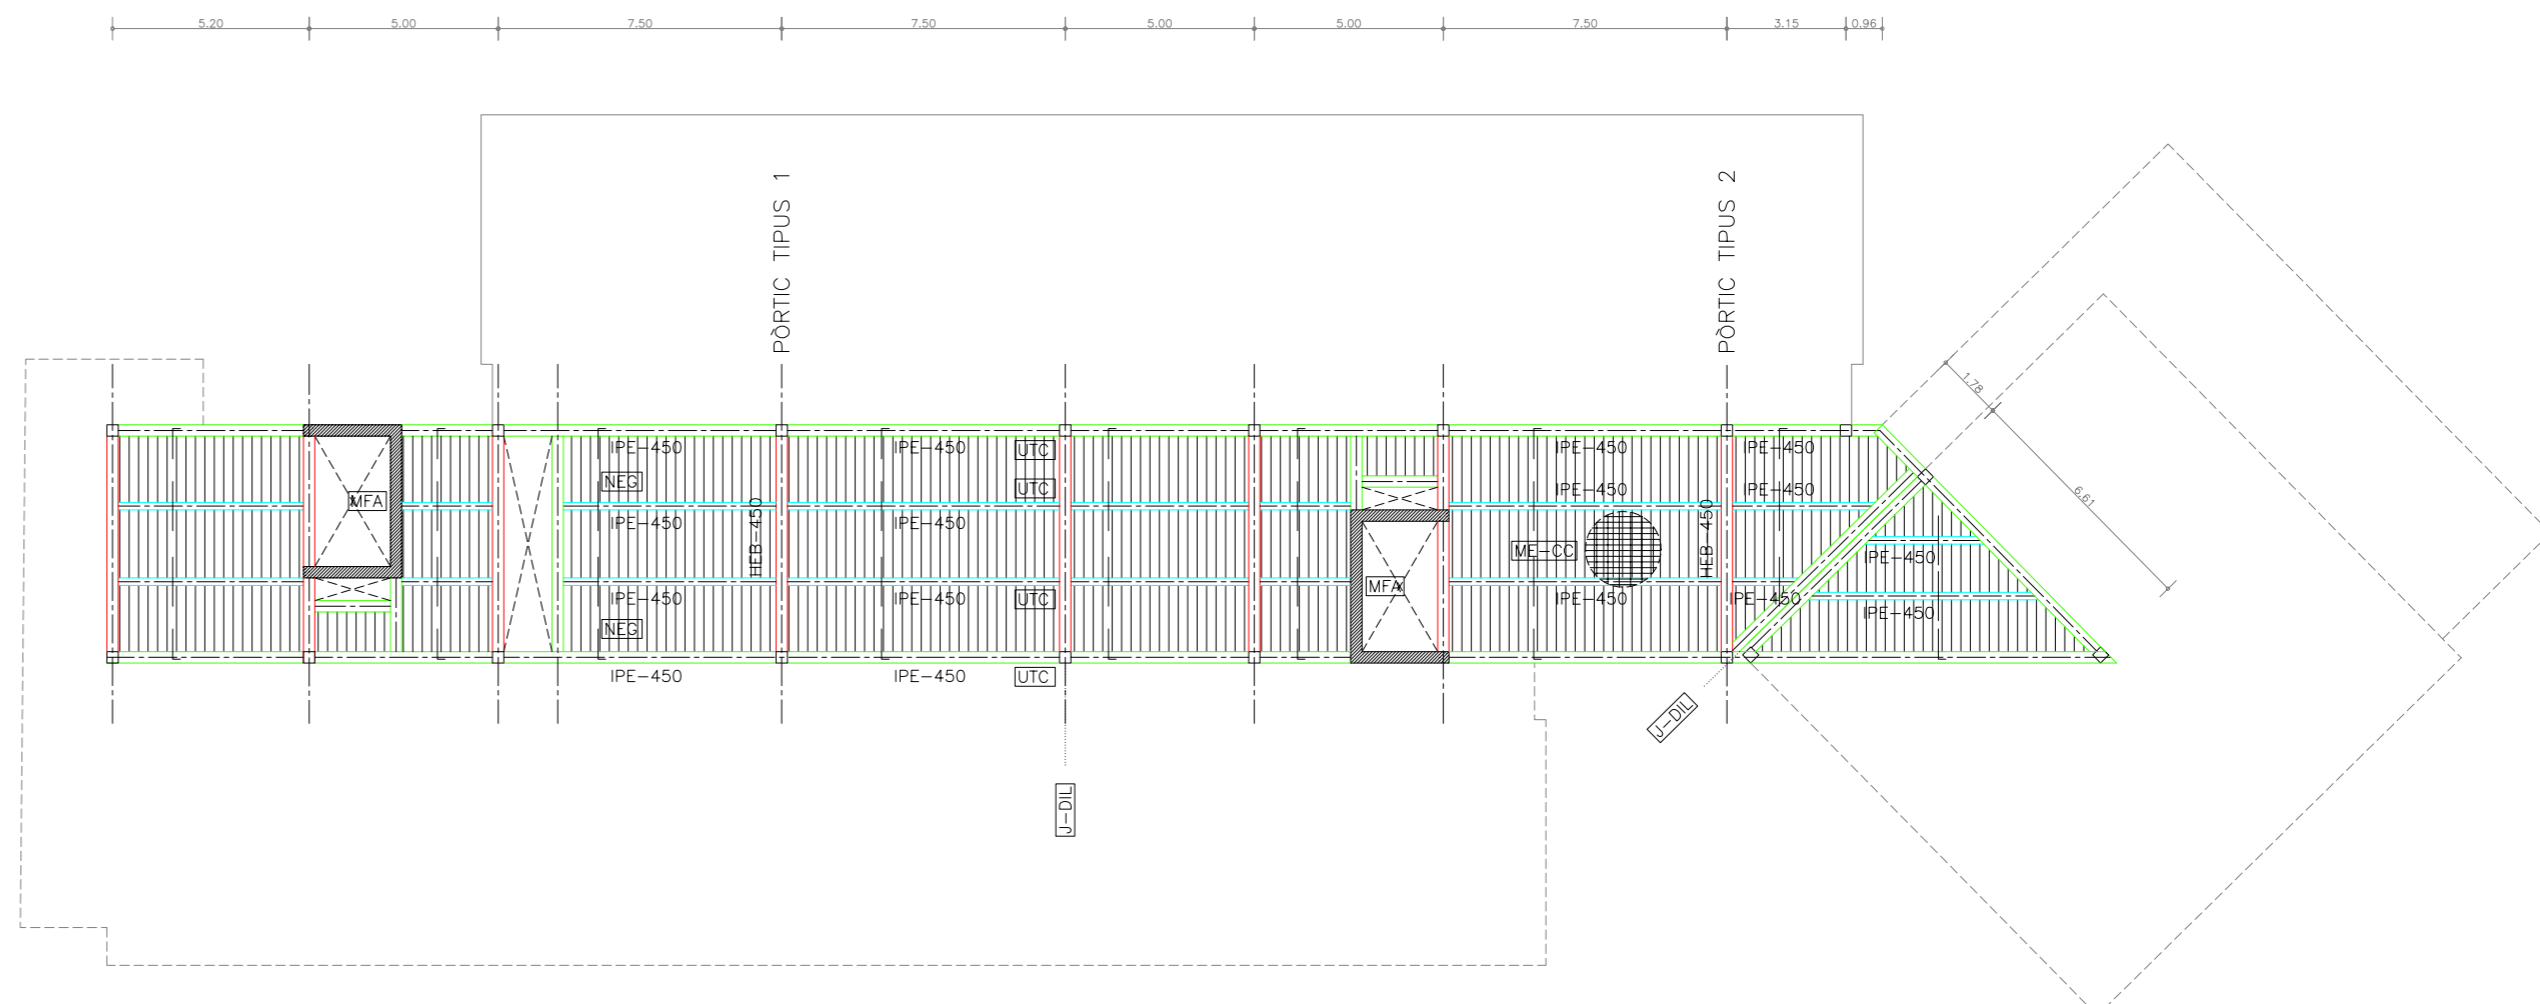 5.20 5.00 7.50 7.50 5.00 5.00 7.50 3.15 0.96
PÒRTIC TIPUS 1
PÒRTIC TIPUS 2
1.78
6.61
IPE-450 IPE-450 UTC IPE-450 IPE-450
NEG UTC IPE-450 IPE-450
MFA
HEB-450
HEB-450
IPE-450 IPE-450
ME-CC
IPE-450
MFA
IPE-450 IPE-450 UTC IPE-450 IPE-450
IPE-450
NEG
IPE-450 IPE-450 UTC
J-DIL
J-DIL